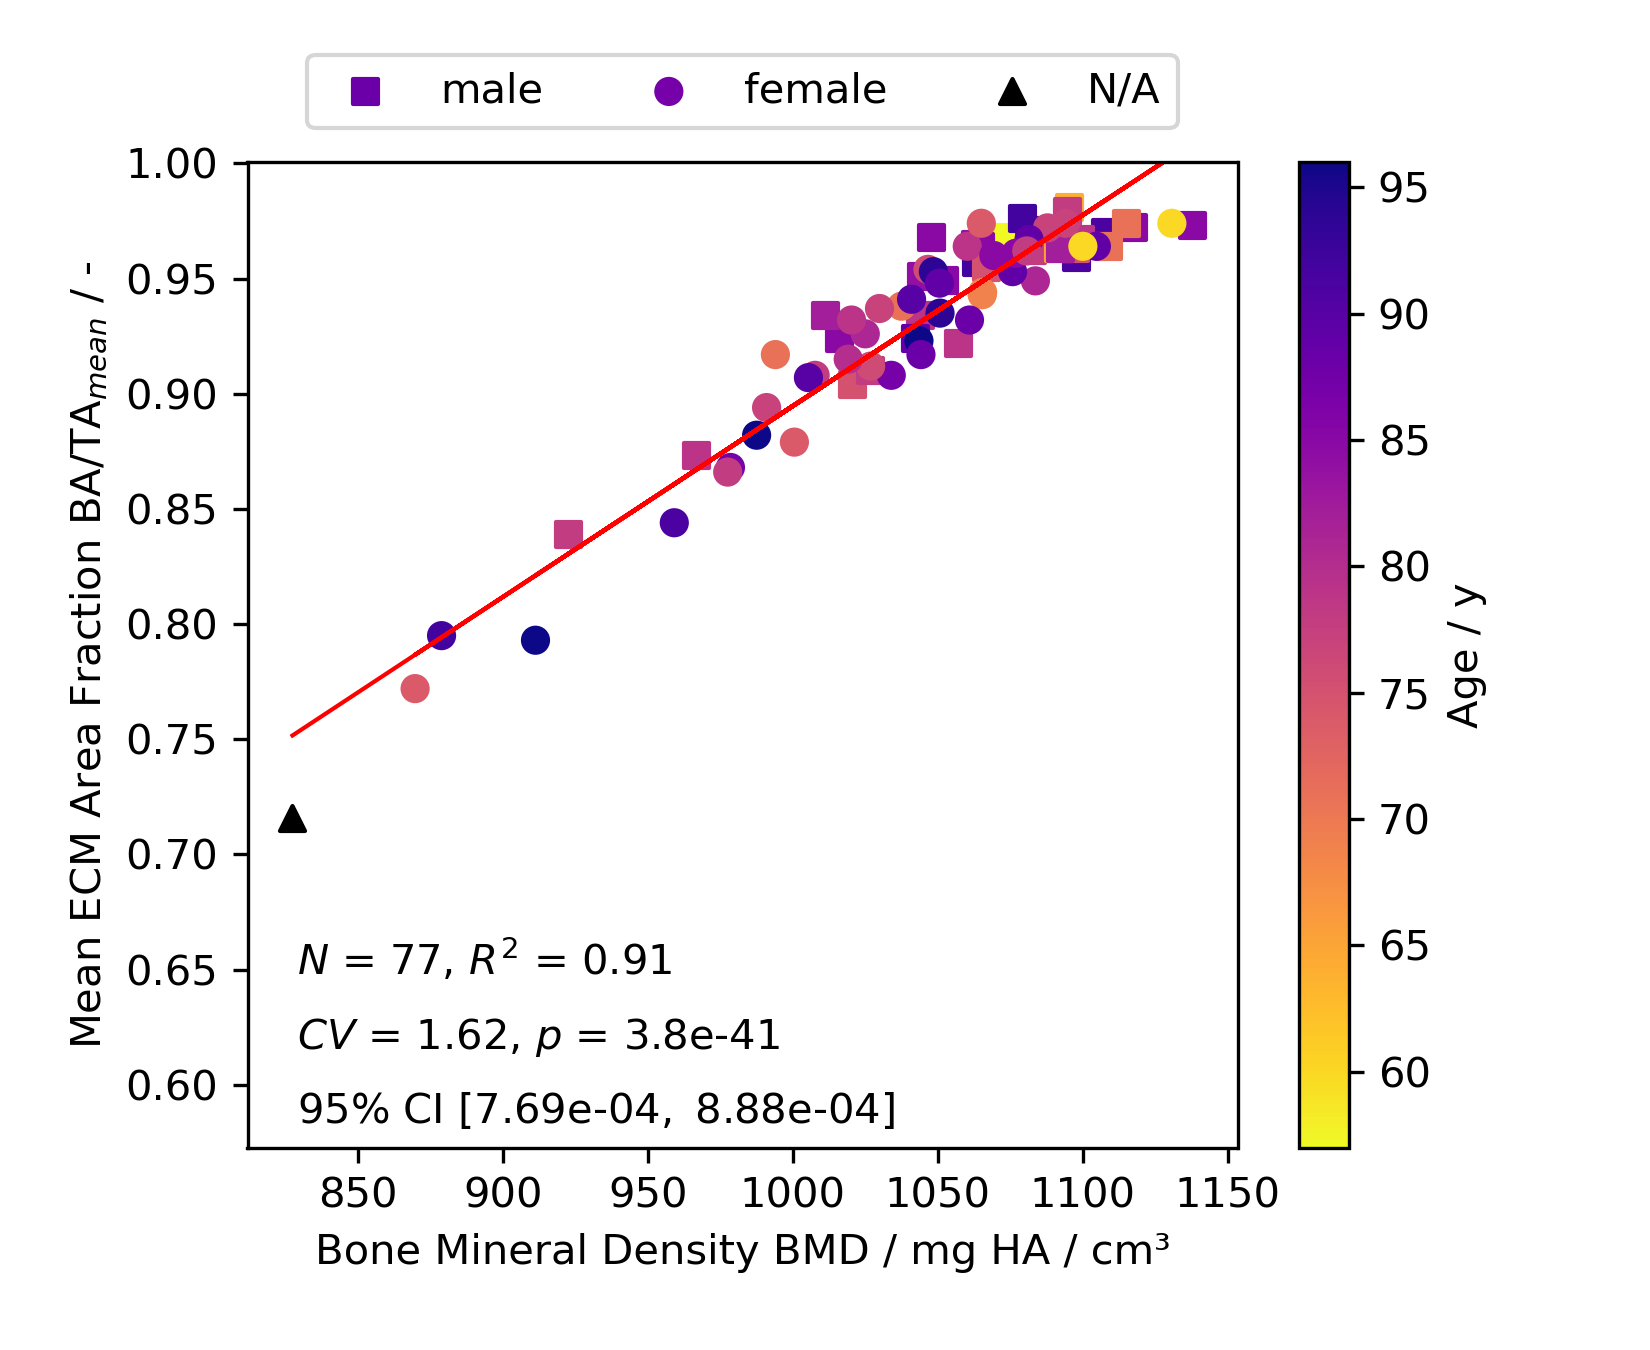 male female N/A
1.00
0.95
0.90
0.85
0.80
0.75
0.70
0.65
0.60
Mean ECM Area Fraction BA/TA_mean / -
N = 77, R² = 0.91
CV = 1.62, p = 3.8e-41
95% CI [7.69e-04, 8.88e-04]
850 900 950 1000 1050 1100 1150
Bone Mineral Density BMD / mg HA / cm³
95
90
85
80
75
70
65
60
Age / y